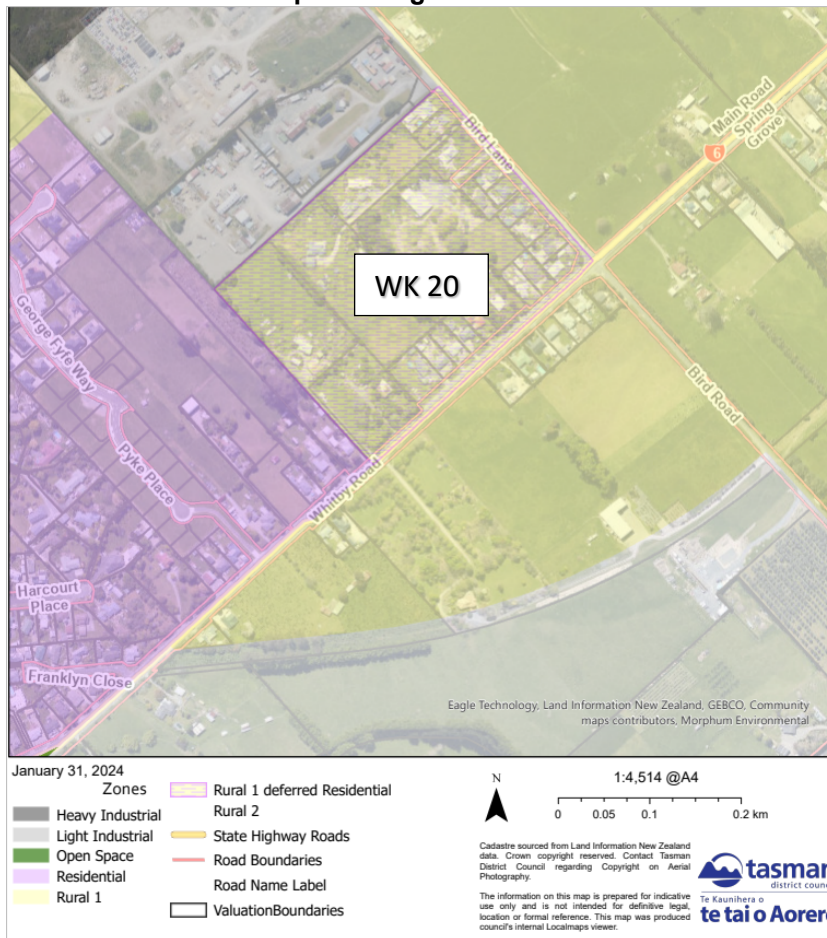 Bird Lane
Main Road
Spring
Grove
6
WK 20
George Fyfe Way
Pyke Place
Whitby Road
Bird Road
Harcourt
Place
Franklyn Close
Eagle Technology, Land Information New Zealand, GEBCO, Community
maps contributors, Morphum Environmental
January 31, 2024
Zones
Heavy Industrial
Light Industrial
Open Space
Residential
Rural 1
Rural 1 deferred Residential
Rural 2
State Highway Roads
Road Boundaries
Road Name Label
ValuationBoundaries
N
1:4,514 @A4
0 0.05 0.1 0.2 km
Cadastre sourced from Land Information New Zealand
data. Crown copyright reserved. Contact Tasman
District Council regarding Copyright on Aerial
Photography.
The information on this map is prepared for indicative
use only and is not intended for definitive legal,
location or formal reference. This map was produced
council's internal Localmaps viewer.
tasman
district counc
Te Kaunihera o
te tai o Aorere